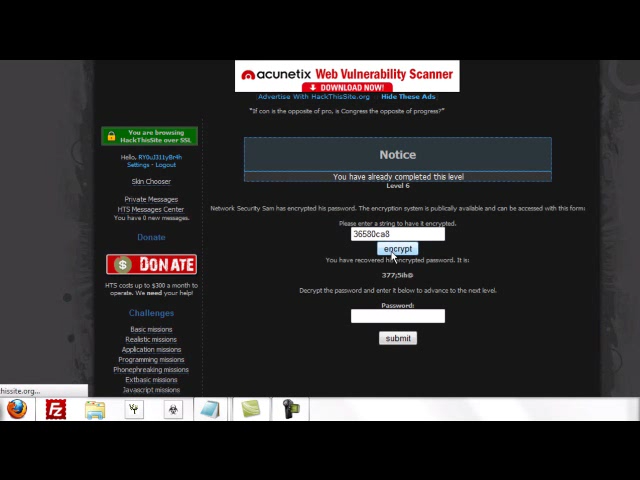 acunetix Web Vulnerability Scanner
DOWNLOAD NOW!
Advertise With HackThisSite.org Hide These Ads
"If con is the opposite of pro, is Congress the opposite of progress?"
You are browsing
HackThisSite over SSL
Hello,
Settings - Logout
Skin Chooser
Private Messages
HTS Messages Center
You have 0 new messages.
Donate
$ DONATE
HTS costs up to $300 a month to
operate. We need your help!
Challenges
Basic missions
Realistic missions
Application missions
Programming missions
Phonephreaking missions
Extbasic missions
Javascript missions
Notice
You have already completed this level
Level 6
Network Security Sam has encrypted his password. The encryption system is publically available and can be accessed with this form:
Please enter a string to have it encrypted.
36580ca8
encrypt
You have recovered his encrypted password. It is:
377;5ih@
Decrypt the password and enter it below to advance to the next level.
Password:
submit
hissite.org...